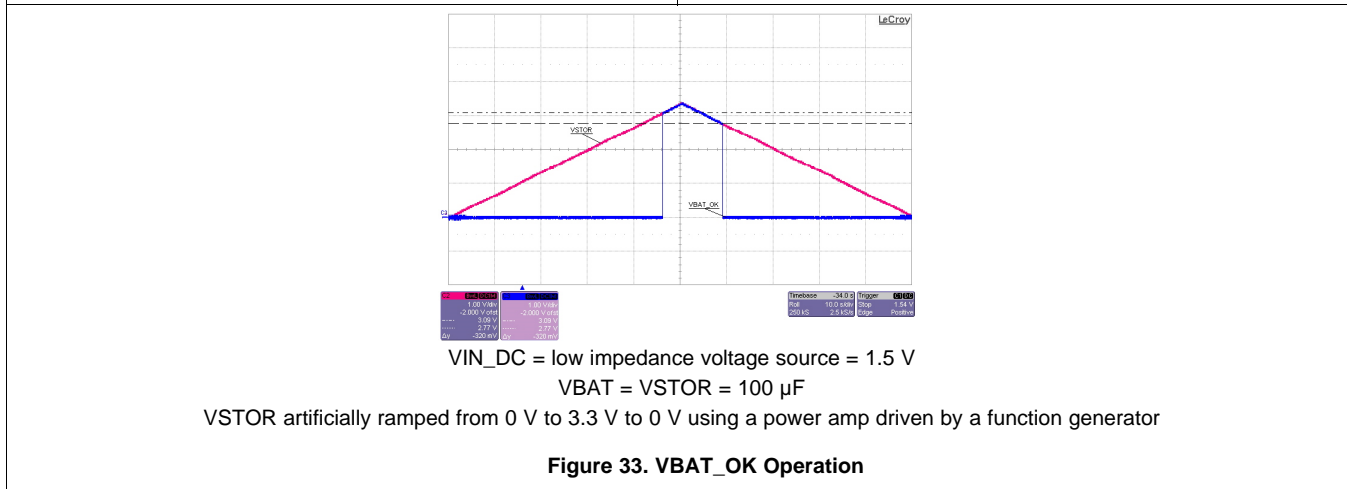 LeCroy
VSTOR
VBAT_OK
C3
C2
1.00 V/div
-2.000 V ofst
3.09 V
2.77 V
Δy -320 mV
1.00 V/div
-2.000 V ofst
3.09 V
2.77 V
Δy -320 mV
Timebase -34.0 s
Roll 10.0 s/div
250 kS 2.5 kS/s
Trigger C1 DC
Stop 1.54 V
Edge Positive
VIN_DC = low impedance voltage source = 1.5 V
VBAT = VSTOR = 100 µF
VSTOR artificially ramped from 0 V to 3.3 V to 0 V using a power amp driven by a function generator
Figure 33. VBAT_OK Operation